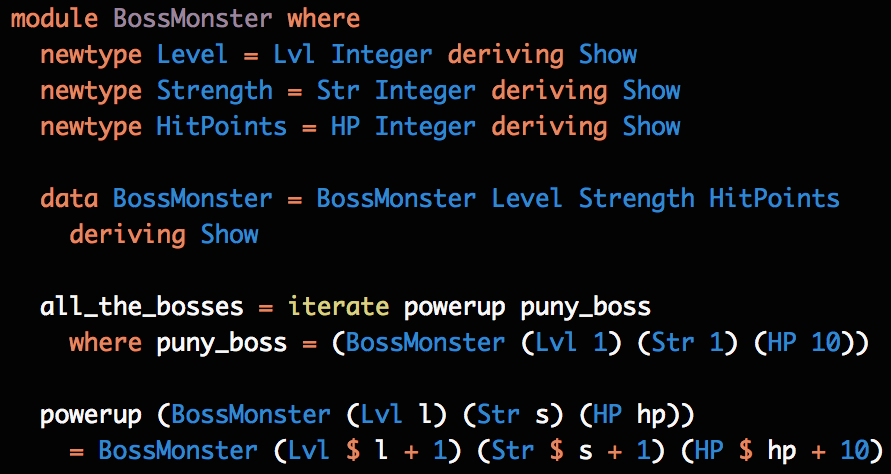 module BossMonster where
  newtype Level = Lvl Integer deriving Show
  newtype Strength = Str Integer deriving Show
  newtype HitPoints = HP Integer deriving Show

  data BossMonster = BossMonster Level Strength HitPoints
    deriving Show

  all_the_bosses = iterate powerup puny_boss
    where puny_boss = (BossMonster (Lvl 1) (Str 1) (HP 10))

  powerup (BossMonster (Lvl l) (Str s) (HP hp))
    = BossMonster (Lvl $ l + 1) (Str $ s + 1) (HP $ hp + 10)